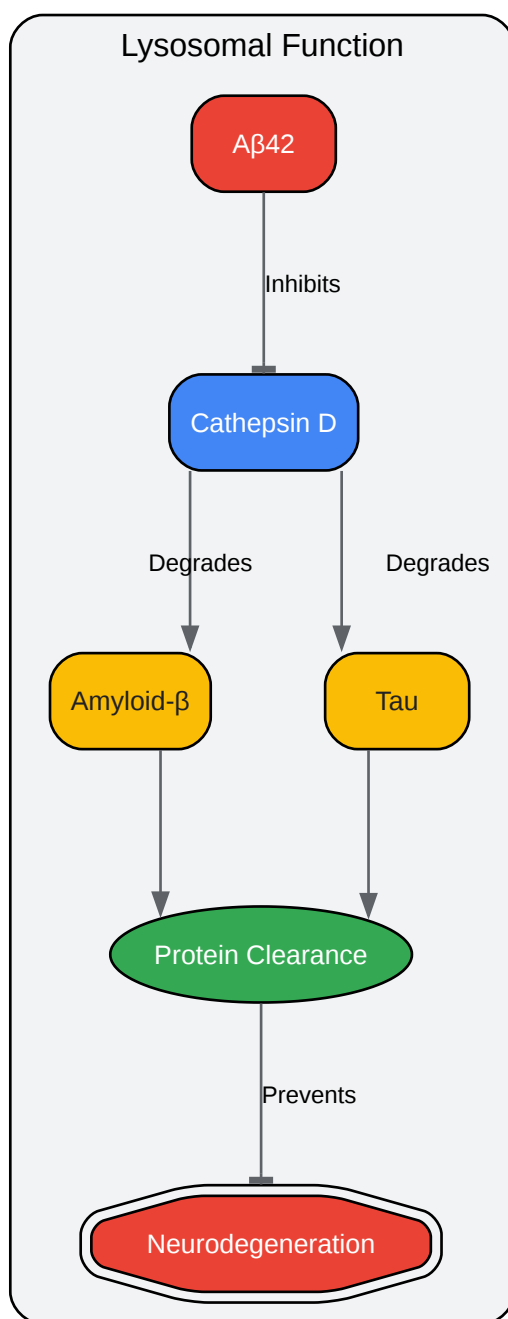 Lysosomal Function
Aβ42
Inhibits
Cathepsin D
Degrades
Degrades
Amyloid-β
Tau
Protein Clearance
Prevents
Neurodegeneration